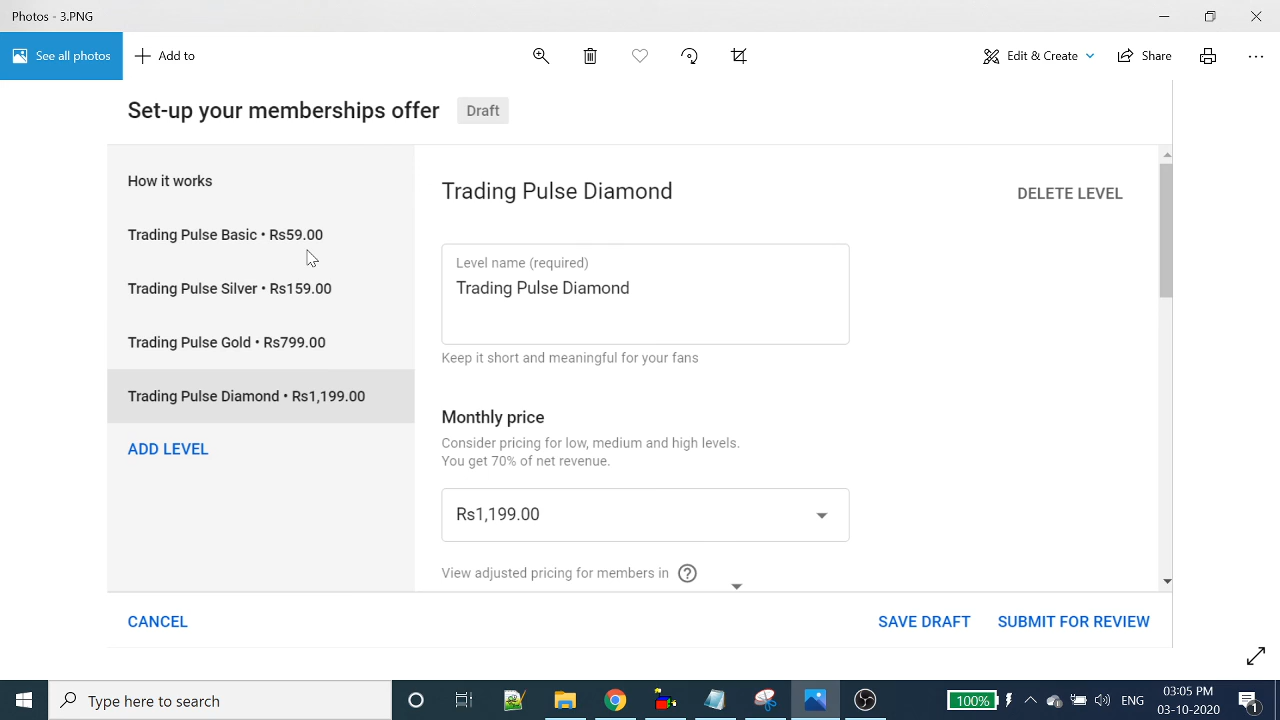 See all photos
Add to
Edit & Create
Share
Set-up your memberships offer
Draft
How it works
Trading Pulse Basic • Rs59.00
Trading Pulse Silver • Rs159.00
Trading Pulse Gold • Rs799.00
Trading Pulse Diamond • Rs1,199.00
ADD LEVEL
Trading Pulse Diamond
DELETE LEVEL
Level name (required)
Trading Pulse Diamond
Keep it short and meaningful for your fans
Monthly price
Consider pricing for low, medium and high levels.
You get 70% of net revenue.
Rs1,199.00
View adjusted pricing for members in
CANCEL
SAVE DRAFT
SUBMIT FOR REVIEW
Type here to search
100%
ENG
03:05 PM
03-10-2020
1